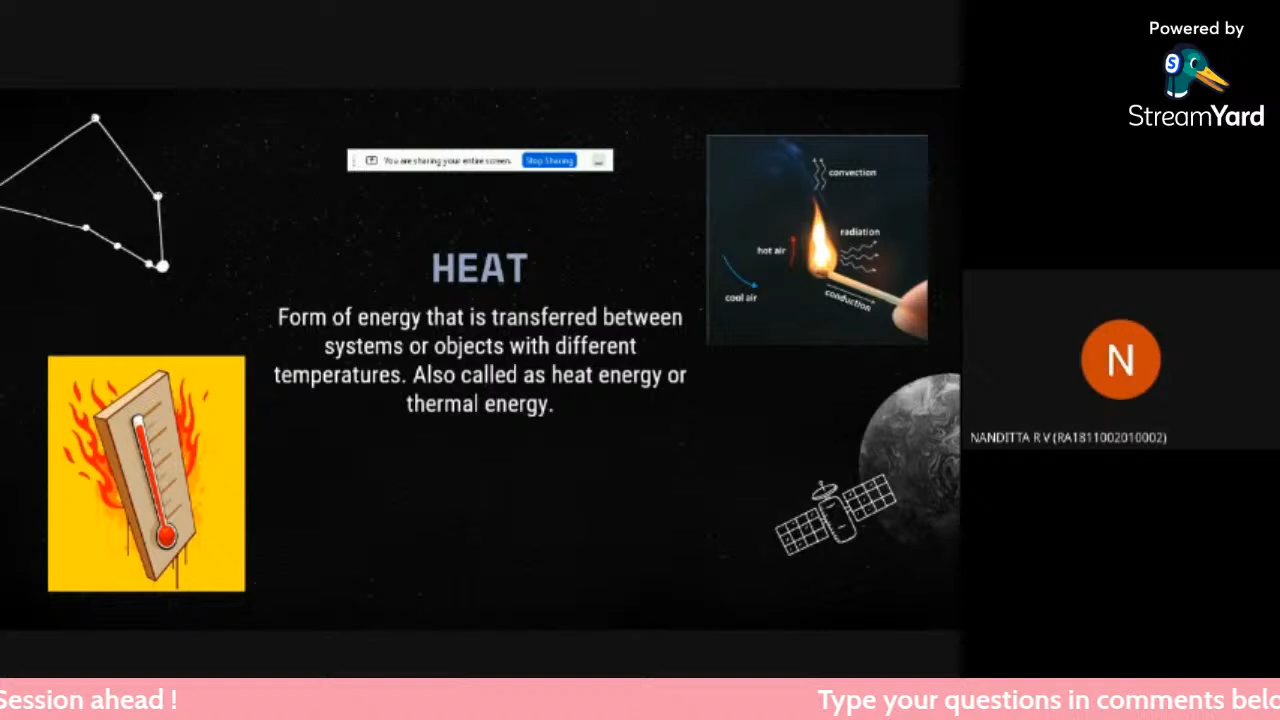 Powered by
S
StreamYard
You are sharing your entire screen.
Stop Sharing
convection
radiation
hot air
cool air
conduction
HEAT
Form of energy that is transferred between
systems or objects with different
temperatures. Also called as heat energy or
thermal energy.
N
NANDITTA R V (RA1811002010002)
Session ahead !
Type your questions in comments belo